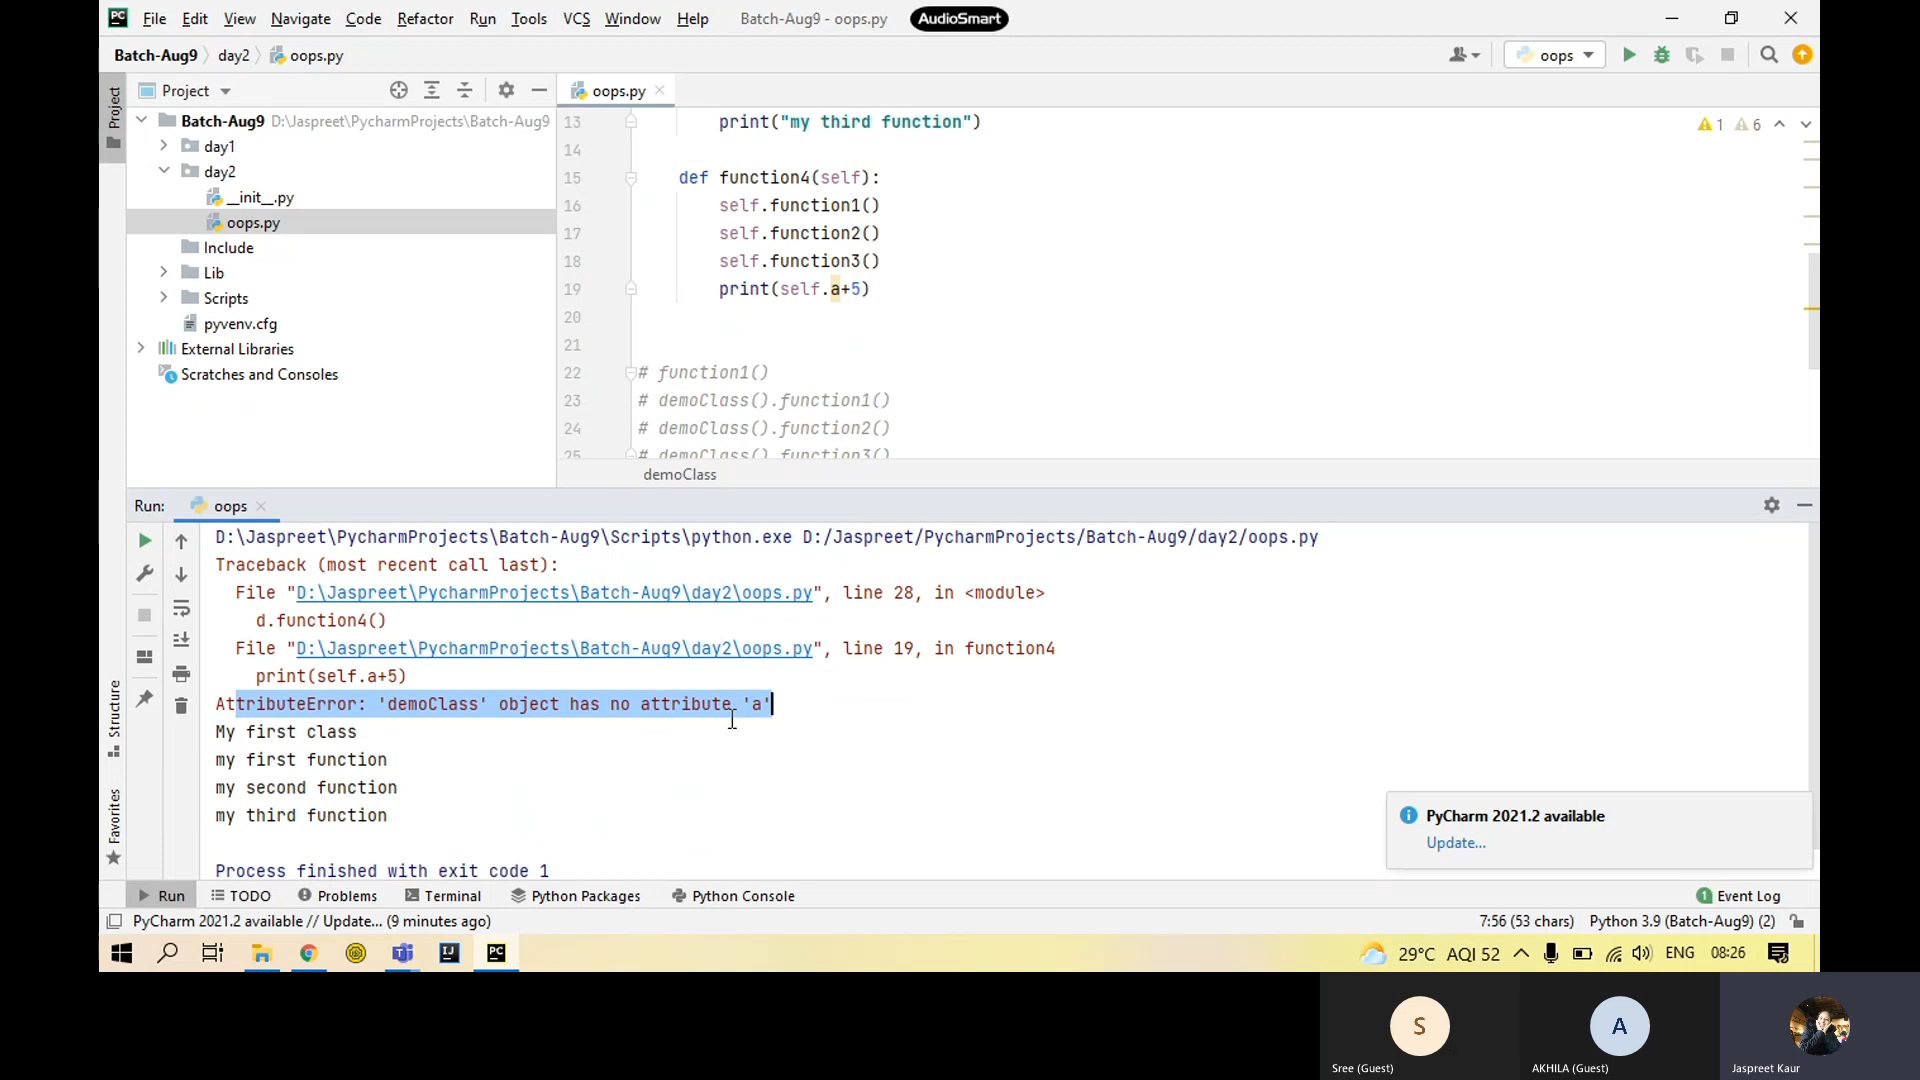 PC File Edit View Navigate Code Refactor Run Tools VCS Window Help Batch-Aug9 - oops.py AudioSmart
Batch-Aug9 day2 oops.py oops
Project
Project
oops.py
Batch-Aug9 D:\Jaspreet\PycharmProjects\Batch-Aug9
day1
day2
__init__.py
oops.py
Include
Lib
Scripts
pyvenv.cfg
External Libraries
Scratches and Consoles
13 print("my third function")
1 6
14
15 def function4(self):
16 self.function1()
17 self.function2()
18 self.function3()
19 print(self.a+5)
20
21
22 # function1()
23 # demoClass().function1()
24 # demoClass().function2()
25 # demoClass().function3()
demoClass
Run: oops
D:\Jaspreet\PycharmProjects\Batch-Aug9\Scripts\python.exe D:/Jaspreet/PycharmProjects/Batch-Aug9/day2/oops.py
Traceback (most recent call last):
File "D:\Jaspreet\PycharmProjects\Batch-Aug9\day2\oops.py", line 28, in <module>
d.function4()
File "D:\Jaspreet\PycharmProjects\Batch-Aug9\day2\oops.py", line 19, in function4
print(self.a+5)
AttributeError: 'demoClass' object has no attribute 'a'
My first class
my first function
my second function
my third function
Process finished with exit code 1
Structure
Favorites
PyCharm 2021.2 available
Update...
Run TODO Problems Terminal Python Packages Python Console 1 Event Log
PyCharm 2021.2 available // Update... (9 minutes ago) 7:56 (53 chars) Python 3.9 (Batch-Aug9) (2)
IJ PC 29°C AQI 52 ENG 08:26
S A
Sree (Guest) AKHILA (Guest) Jaspreet Kaur